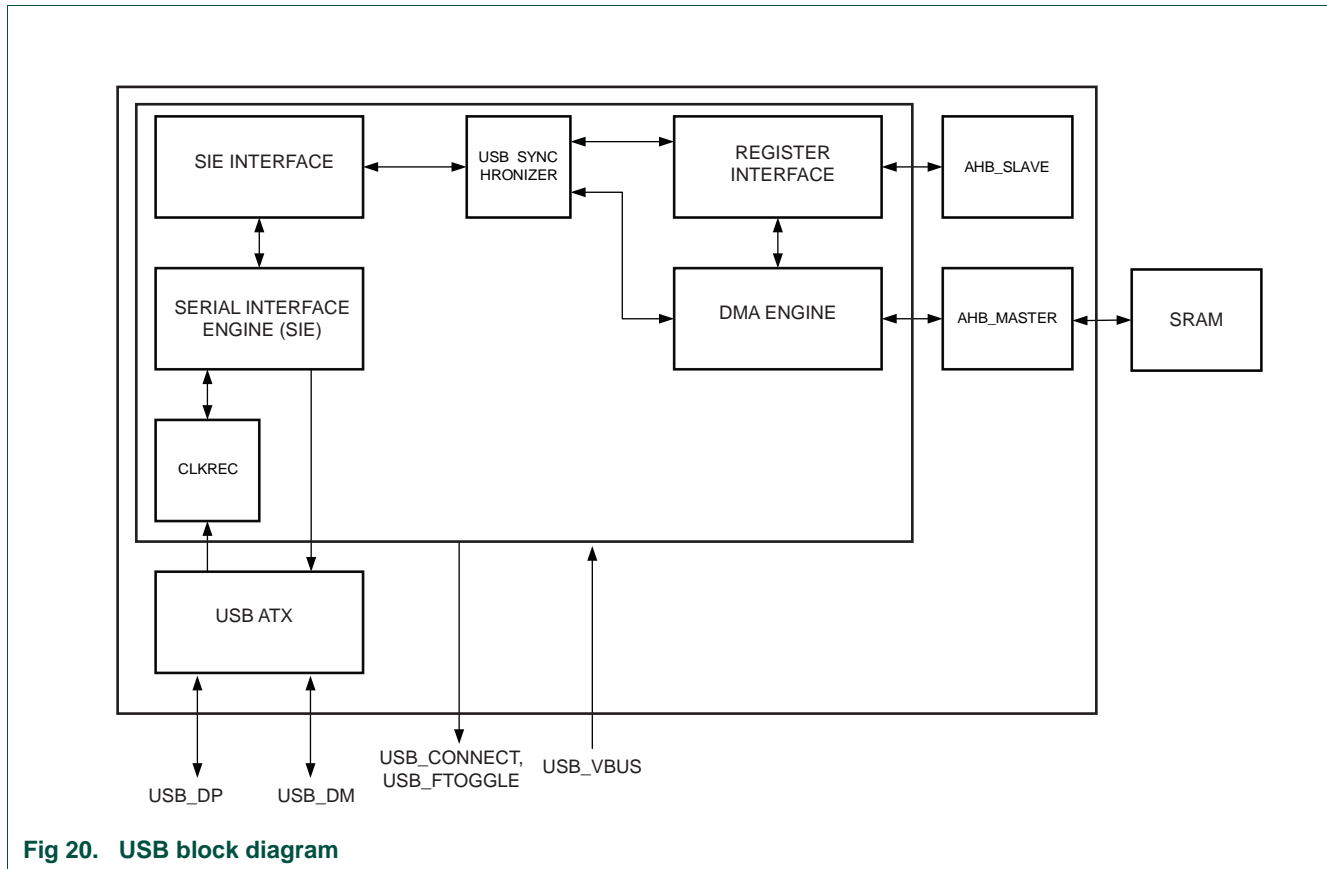 SIE INTERFACE
USB SYNC
HRONIZER
REGISTER
INTERFACE
AHB_SLAVE
SERIAL INTERFACE
ENGINE (SIE)
DMA ENGINE
AHB_MASTER
SRAM
CLKREC
USB ATX
USB_DP
USB_DM
USB_CONNECT,
USB_FTOGGLE
USB_VBUS
Fig 20. USB block diagram